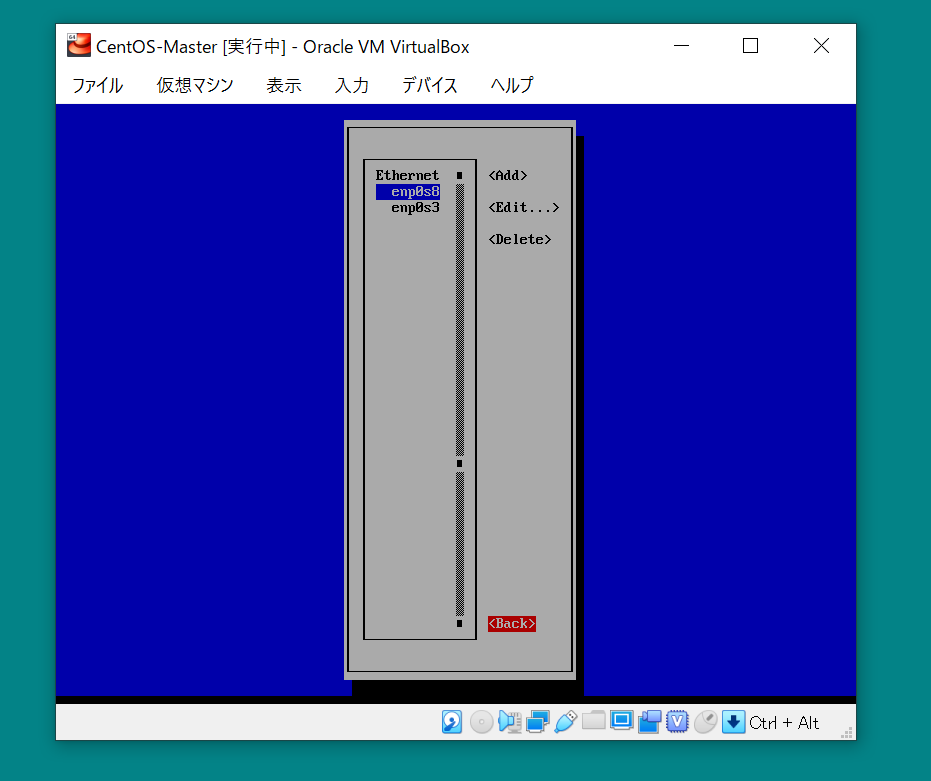 CentOS-Master [実行中] - Oracle VM VirtualBox
ファイル 仮想マシン 表示 入力 デバイス ヘルプ
Ethernet <Add>
enp0s8
enp0s3 <Edit...>
<Delete>
<Back>
Ctrl + Alt